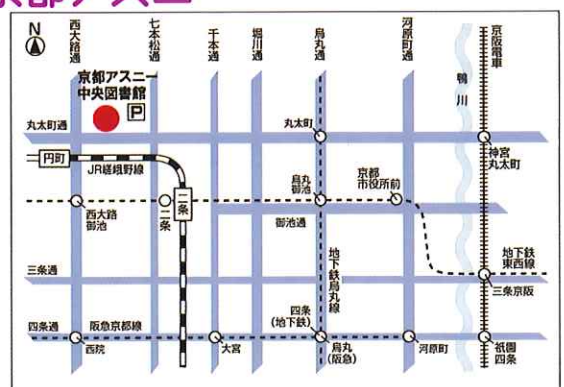 京都アスニー
N
西大路通
七本松通
千本通
堀川通
烏丸通
河原町通
京阪電車
鴨川
京都アスニー
中央図書館
P
丸太町通
丸太町
神宮
丸太町
円町
JR嵯峨野線
二条
烏丸
御池
京都
市役所前
西大路
御池
二条
御池通
地下鉄烏丸線
地下鉄
東西線
三条通
三条京阪
四条通
阪急京都線
四条
(地下鉄)
西院
大宮
烏丸
(阪急)
河原町
祇園
四条